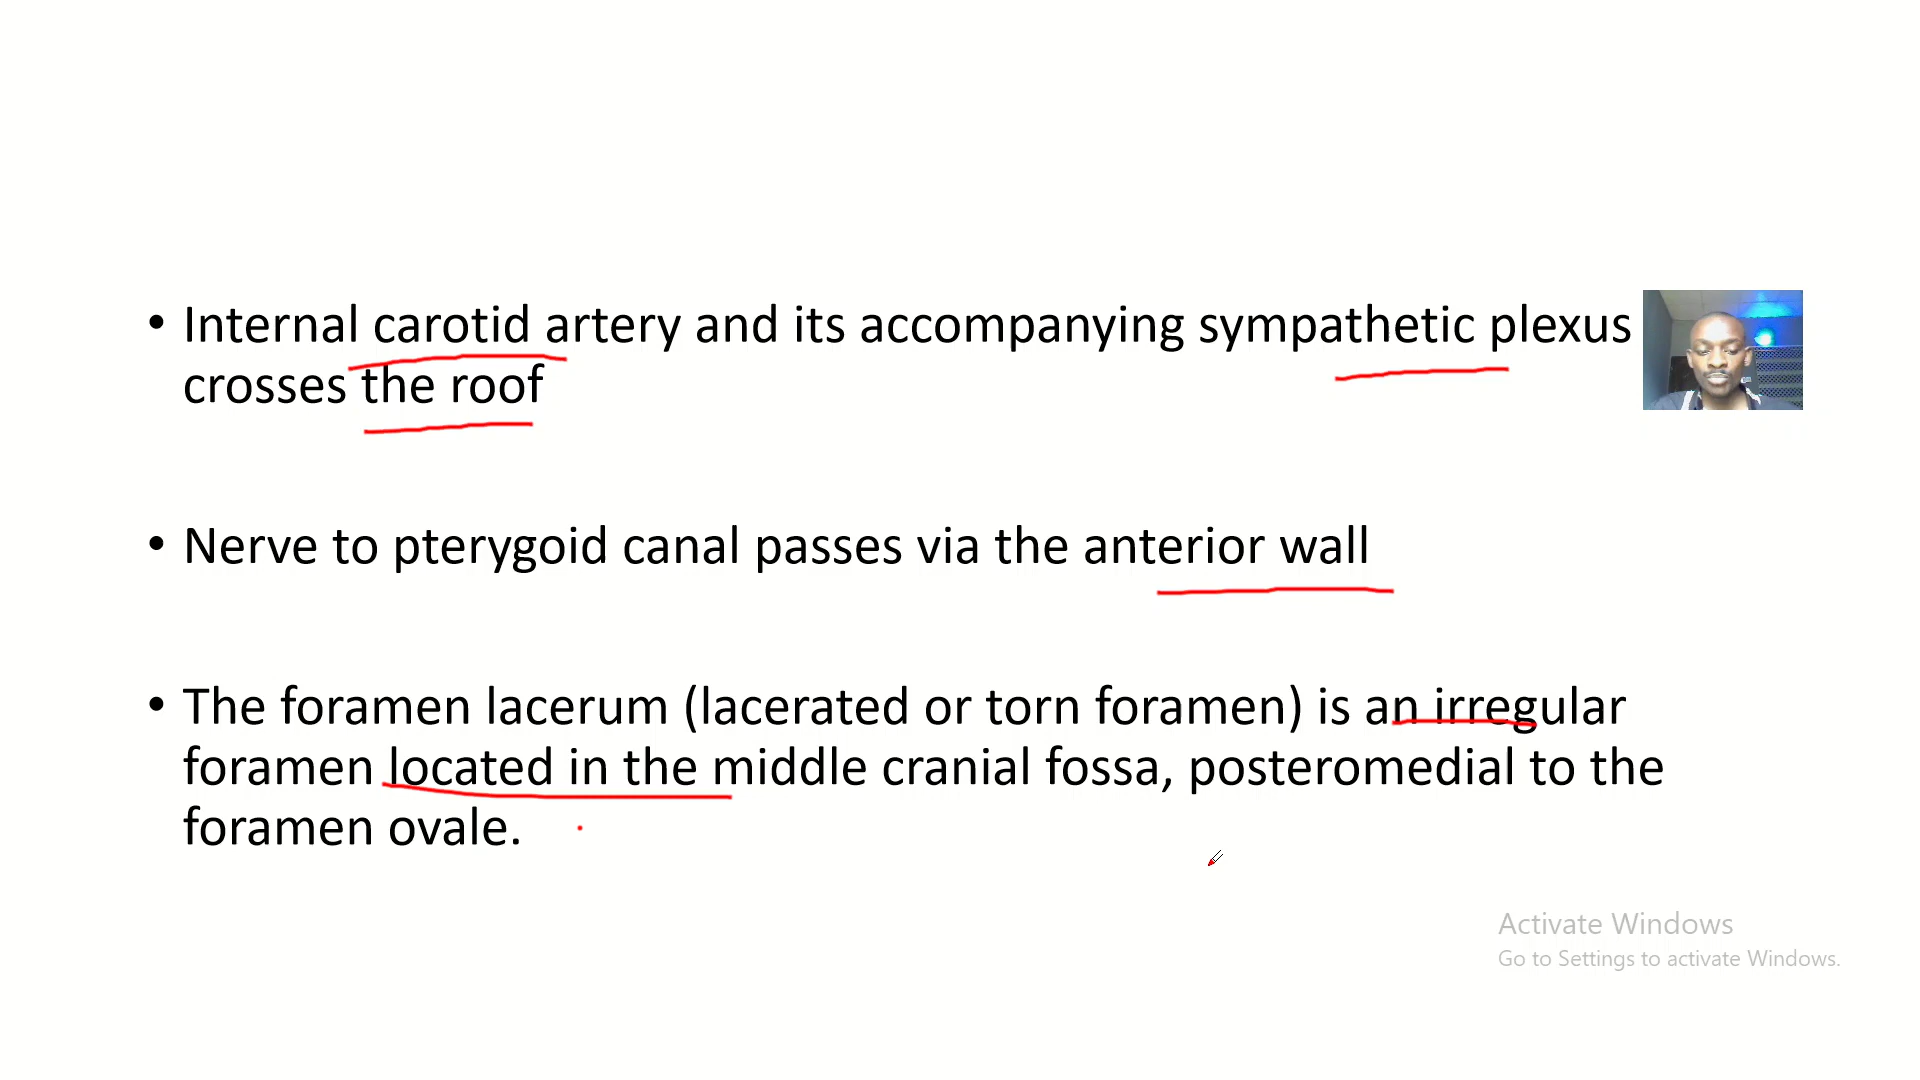 • Internal carotid artery and its accompanying sympathetic plexus
crosses the roof
• Nerve to pterygoid canal passes via the anterior wall
• The foramen lacerum (lacerated or torn foramen) is an irregular
foramen located in the middle cranial fossa, posteromedial to the
foramen ovale.
Activate Windows
Go to Settings to activate Windows.